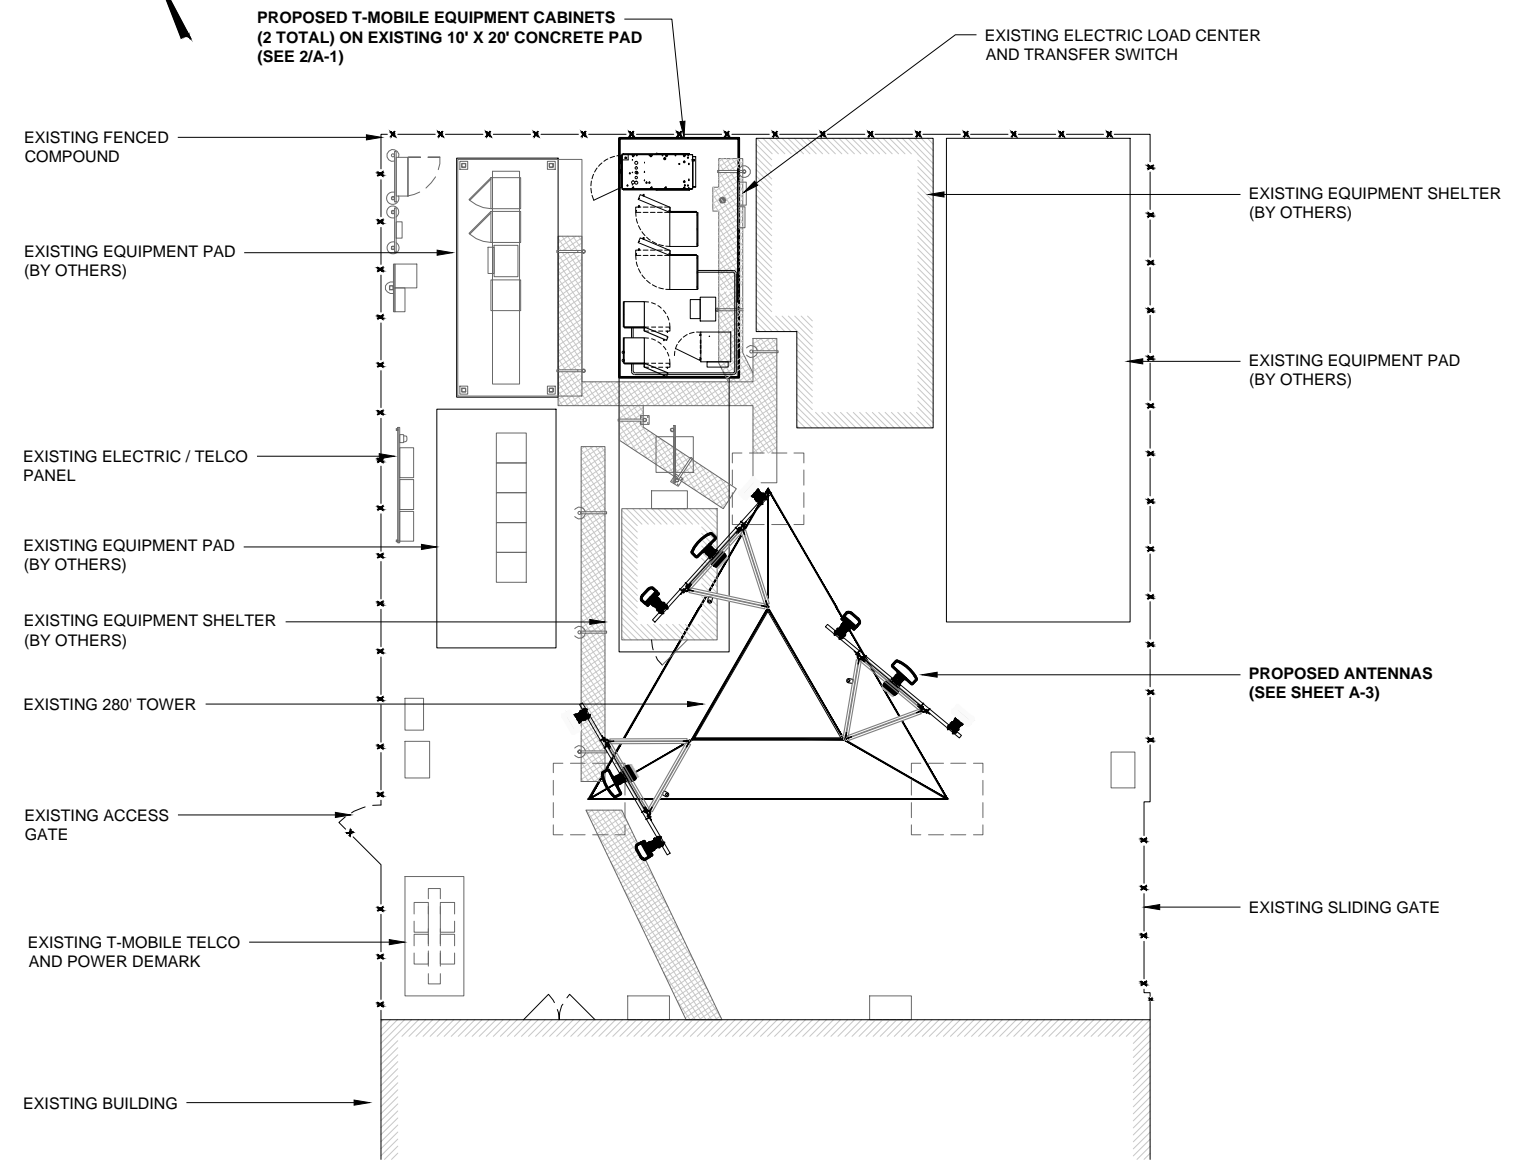 PROPOSED T-MOBILE EQUIPMENT CABINETS
(2 TOTAL) ON EXISTING 10' X 20' CONCRETE PAD
(SEE 2/A-1)
EXISTING ELECTRIC LOAD CENTER
AND TRANSFER SWITCH
EXISTING FENCED
COMPOUND
EXISTING EQUIPMENT SHELTER
(BY OTHERS)
EXISTING EQUIPMENT PAD
(BY OTHERS)
EXISTING EQUIPMENT PAD
(BY OTHERS)
EXISTING ELECTRIC / TELCO
PANEL
EXISTING EQUIPMENT PAD
(BY OTHERS)
EXISTING EQUIPMENT SHELTER
(BY OTHERS)
PROPOSED ANTENNAS
(SEE SHEET A-3)
EXISTING 280' TOWER
EXISTING ACCESS
GATE
EXISTING SLIDING GATE
EXISTING T-MOBILE TELCO
AND POWER DEMARK
EXISTING BUILDING